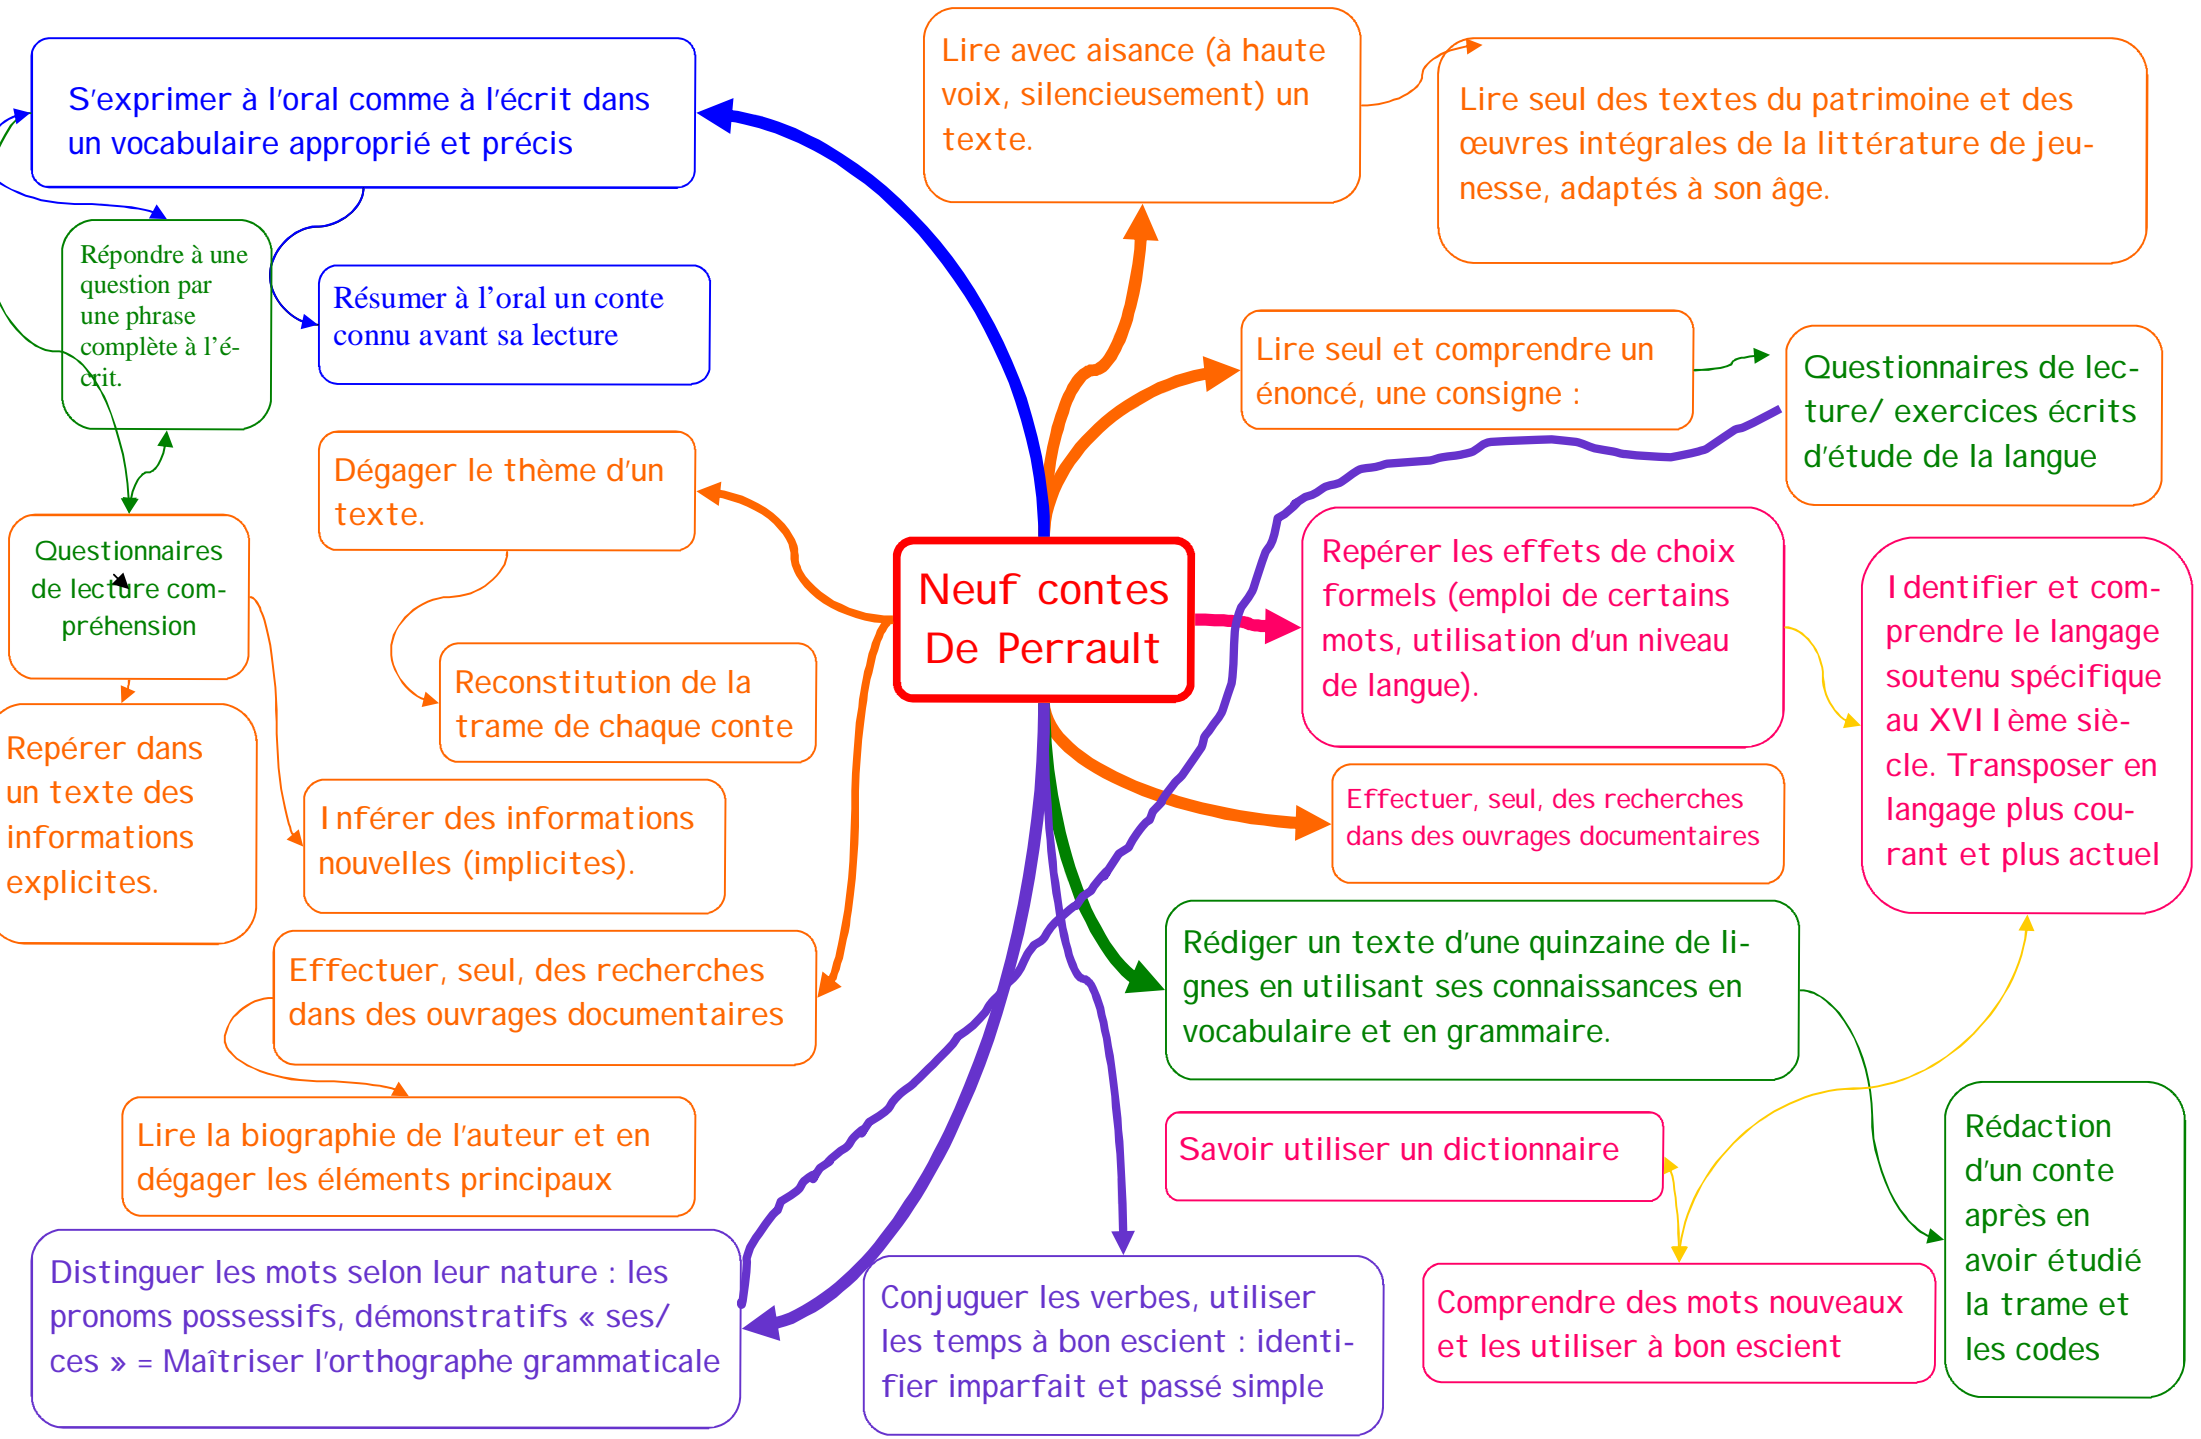 Lire avec aisance (à haute
voix, silencieusement) un
texte.
Lire seul des textes du patrimoine et des
œuvres intégrales de la littérature de jeu-
nesse, adaptés à son âge.
S'exprimer à l'oral comme à l'écrit dans
un vocabulaire approprié et précis
Répondre à une
question par
une phrase
complète à l'é-
crit.
Résumer à l'oral un conte
connu avant sa lecture
Lire seul et comprendre un
énoncé, une consigne :
Questionnaires de lec-
ture/ exercices écrits
d'étude de la langue
Dégager le thème d'un
texte.
Questionnaires
de lecture com-
préhension
Neuf contes
De Perrault
Repérer les effets de choix
formels (emploi de certains
mots, utilisation d'un niveau
de langue).
Identifier et com-
prendre le langage
soutenu spécifique
au XVIIème siè-
cle. Transposer en
langage plus cou-
rant et plus actuel
Reconstitution de la
trame de chaque conte
Repérer dans
un texte des
informations
explicites.
Inférer des informations
nouvelles (implicites).
Effectuer, seul, des recherches
dans des ouvrages documentaires
Effectuer, seul, des recherches
dans des ouvrages documentaires
Rédiger un texte d'une quinzaine de li-
gnes en utilisant ses connaissances en
vocabulaire et en grammaire.
Lire la biographie de l'auteur et en
dégager les éléments principaux
Savoir utiliser un dictionnaire
Rédaction
d'un conte
après en
avoir étudié
la trame et
les codes
Distinguer les mots selon leur nature : les
pronoms possessifs, démonstratifs « ses/
ces » = Maîtriser l'orthographe grammaticale
Conjuguer les verbes, utiliser
les temps à bon escient : identi-
fier imparfait et passé simple
Comprendre des mots nouveaux
et les utiliser à bon escient